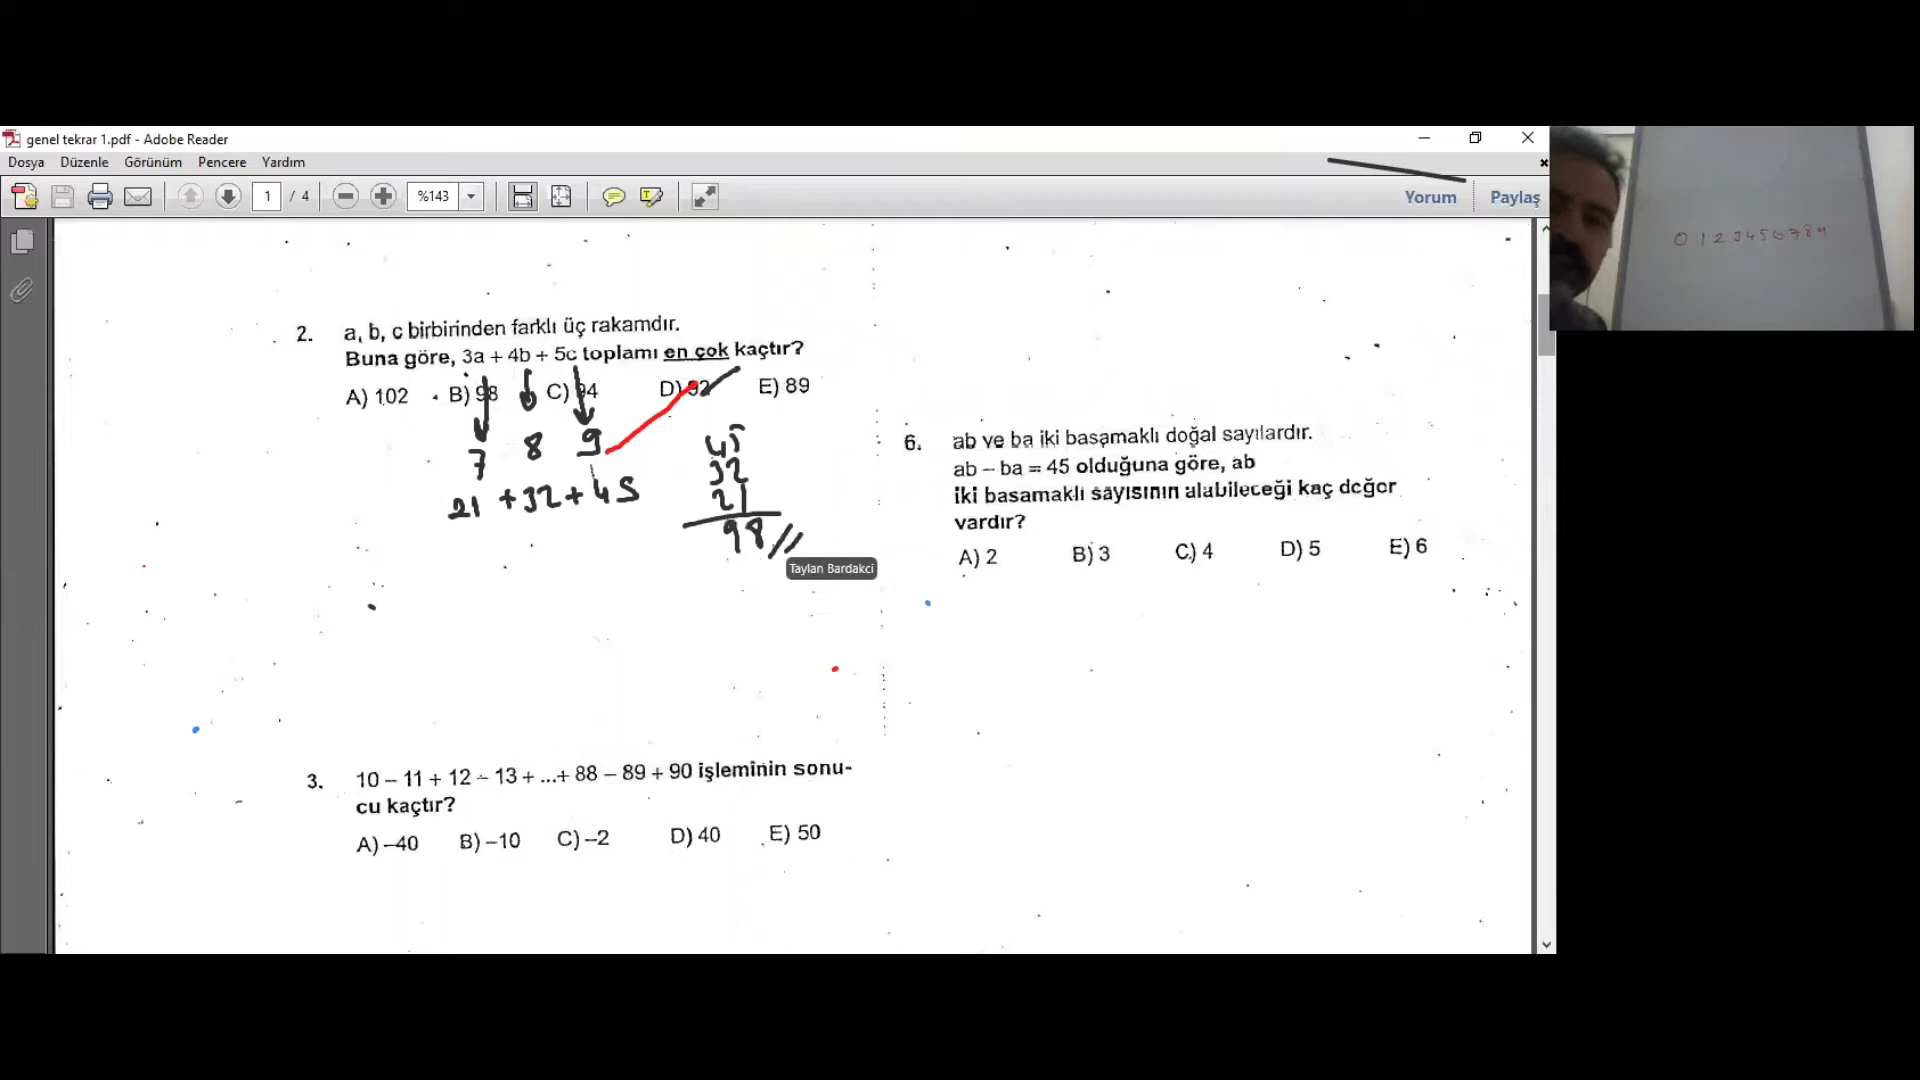 genel tekrar 1.pdf - Adobe Reader
Dosya Düzenle Görünüm Pencere Yardım
1 / 4 %143 Yorum Paylaş
0 1 2 3 4 5 6 7 8 9
2. a, b, c birbirinden farklı üç rakamdır.
Buna göre, 3a + 4b + 5c toplamı en çok kaçtır?
A) 102 B) 98 C) 94 D) 92 E) 89
7 8 9
21 + 32 + 45
45
32
21
98
Taylan Bardakci
3. 10 – 11 + 12 – 13 + ...+ 88 – 89 + 90 işleminin sonu-
cu kaçtır?
A) –40 B) –10 C) –2 D) 40 E) 50
6. ab ve ba iki basamaklı doğal sayılardır.
ab – ba = 45 olduğuna göre, ab
iki basamaklı sayısının alabileceği kaç değer
vardır?
A) 2 B) 3 C) 4 D) 5 E) 6